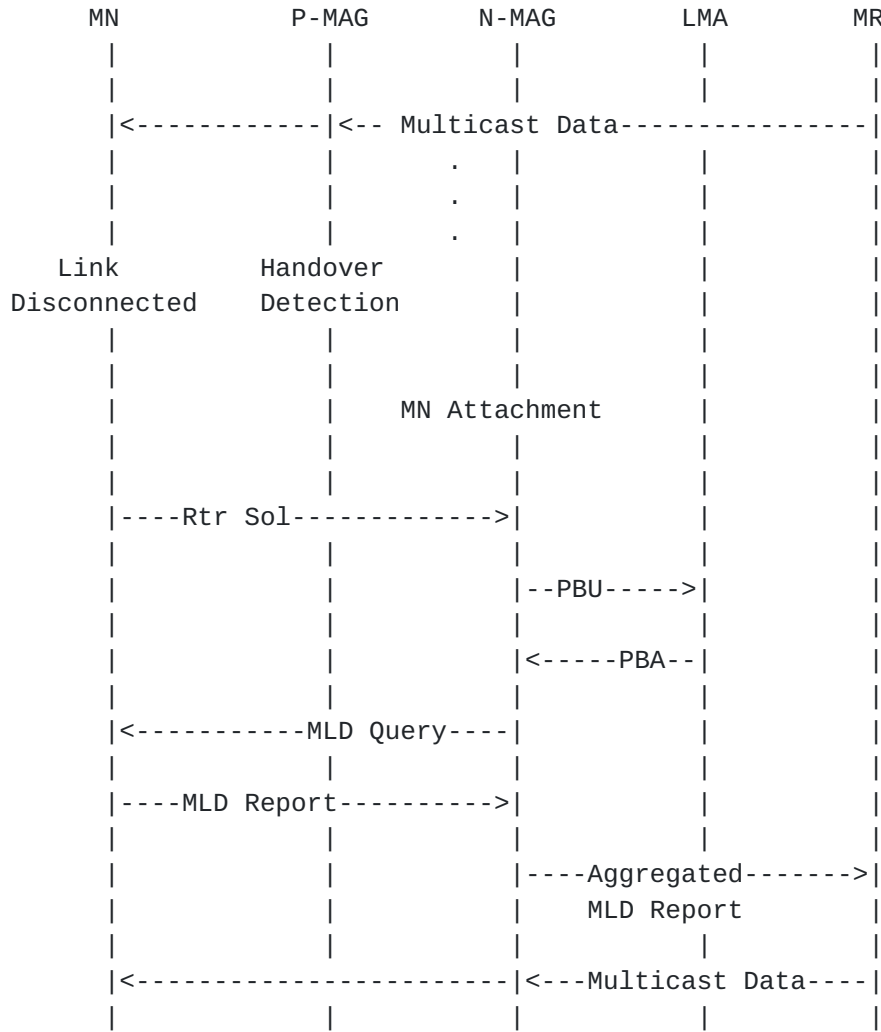 MN P-MAG N-MAG LMA MR
| | | | |
| | | | |
|<------------|<-- Multicast Data----------------|
| | . | | |
| | . | | |
| | . | | |
Link Handover | | |
Disconnected Detection | | |
| | | | |
| | | | |
| | MN Attachment | |
| | | | |
| | | | |
|----Rtr Sol------------->| | |
| | | | |
| | |--PBU----->| |
| | | | |
| | |<-----PBA--| |
| | | | |
|<-----------MLD Query----| | |
| | | | |
|----MLD Report---------->| | |
| | | | |
| | |----Aggregated------->|
| | | MLD Report |
| | | | |
|<------------------------|<---Multicast Data----|
| | | | |